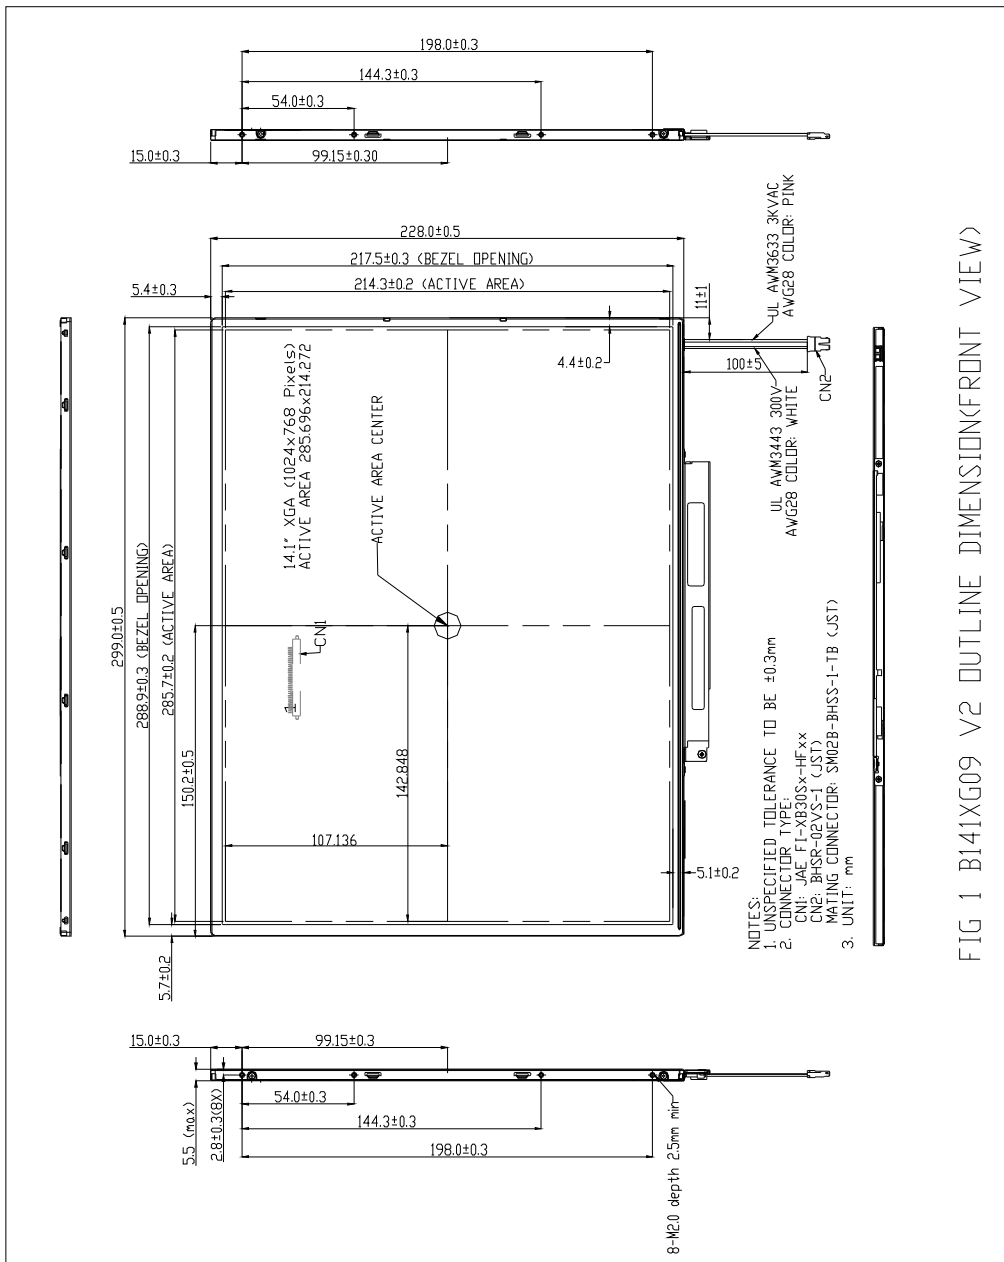 198.0±0.3
144.3±0.3
54.0±0.3
15.0±0.3
99.15±0.30
228.0±0.5
217.5±0.3 (BEZEL OPENING)
214.3±0.2 (ACTIVE AREA)
5.4±0.3
11±1
UL AWM3633 3KVAC
AWG28 COLOR: PINK
4.4±0.2
100±5
CN2
UL AWM3443 300V
AWG28 COLOR: WHITE
14.1" XGA (1024x768 Pixels)
ACTIVE AREA 285.696x214.272
ACTIVE AREA CENTER
CN1
1
299.0±0.5
288.9±0.3 (BEZEL OPENING)
285.7±0.2 (ACTIVE AREA)
150.2±0.5
142.848
107.136
5.1±0.2
5.7±0.2
NOTES:
1. UNSPECIFIED TOLERANCE TO BE ±0.3mm
2. CONNECTOR TYPE:
CN1: JAE FI-XB30Sx-HFxx
CN2: BHSR-02VS-1 (JST)
MATING CONNECTOR: SM02B-BHSS-1-TB (JST)
3. UNIT: mm
15.0±0.3
99.15±0.3
5.5 (max)
2.8±0.3(8X)
54.0±0.3
144.3±0.3
198.0±0.3
8-M2.0 depth 2.5mm min
FIG 1 B141XG09 V2 OUTLINE DIMENSION(FRONT VIEW)